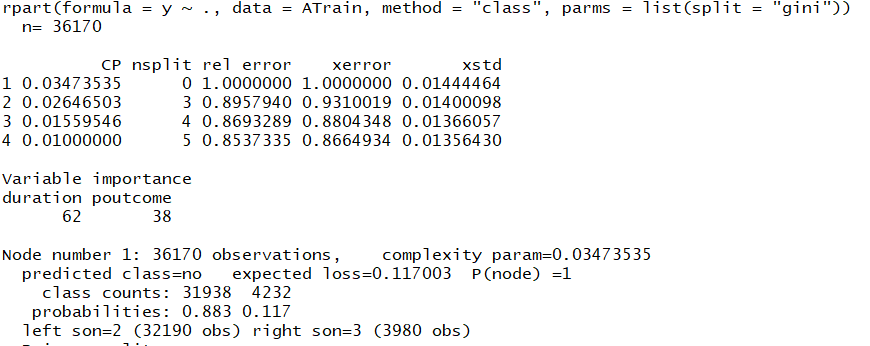 rpart(formula = y ~ ., data = ATrain, method = "class", parms = list(split = "gini"))
  n= 36170

          CP nsplit rel error    xerror       xstd
1 0.03473535      0 1.0000000 1.0000000 0.01444464
2 0.02646503      3 0.8957940 0.9310019 0.01400098
3 0.01559546      4 0.8693289 0.8804348 0.01366057
4 0.01000000      5 0.8537335 0.8664934 0.01356430

Variable importance
duration poutcome
      62       38

Node number 1: 36170 observations,    complexity param=0.03473535
  predicted class=no   expected loss=0.117003  P(node) =1
    class counts: 31938  4232
   probabilities: 0.883 0.117
  left son=2 (32190 obs) right son=3 (3980 obs)